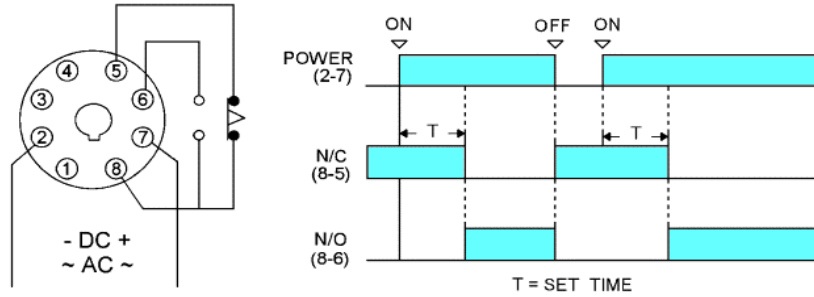 4
5
3
6
2
7
1
8
- DC +
~ AC ~
ON
OFF
ON
POWER
(2-7)
T
T
N/C
(8-5)
N/O
(8-6)
T = SET TIME